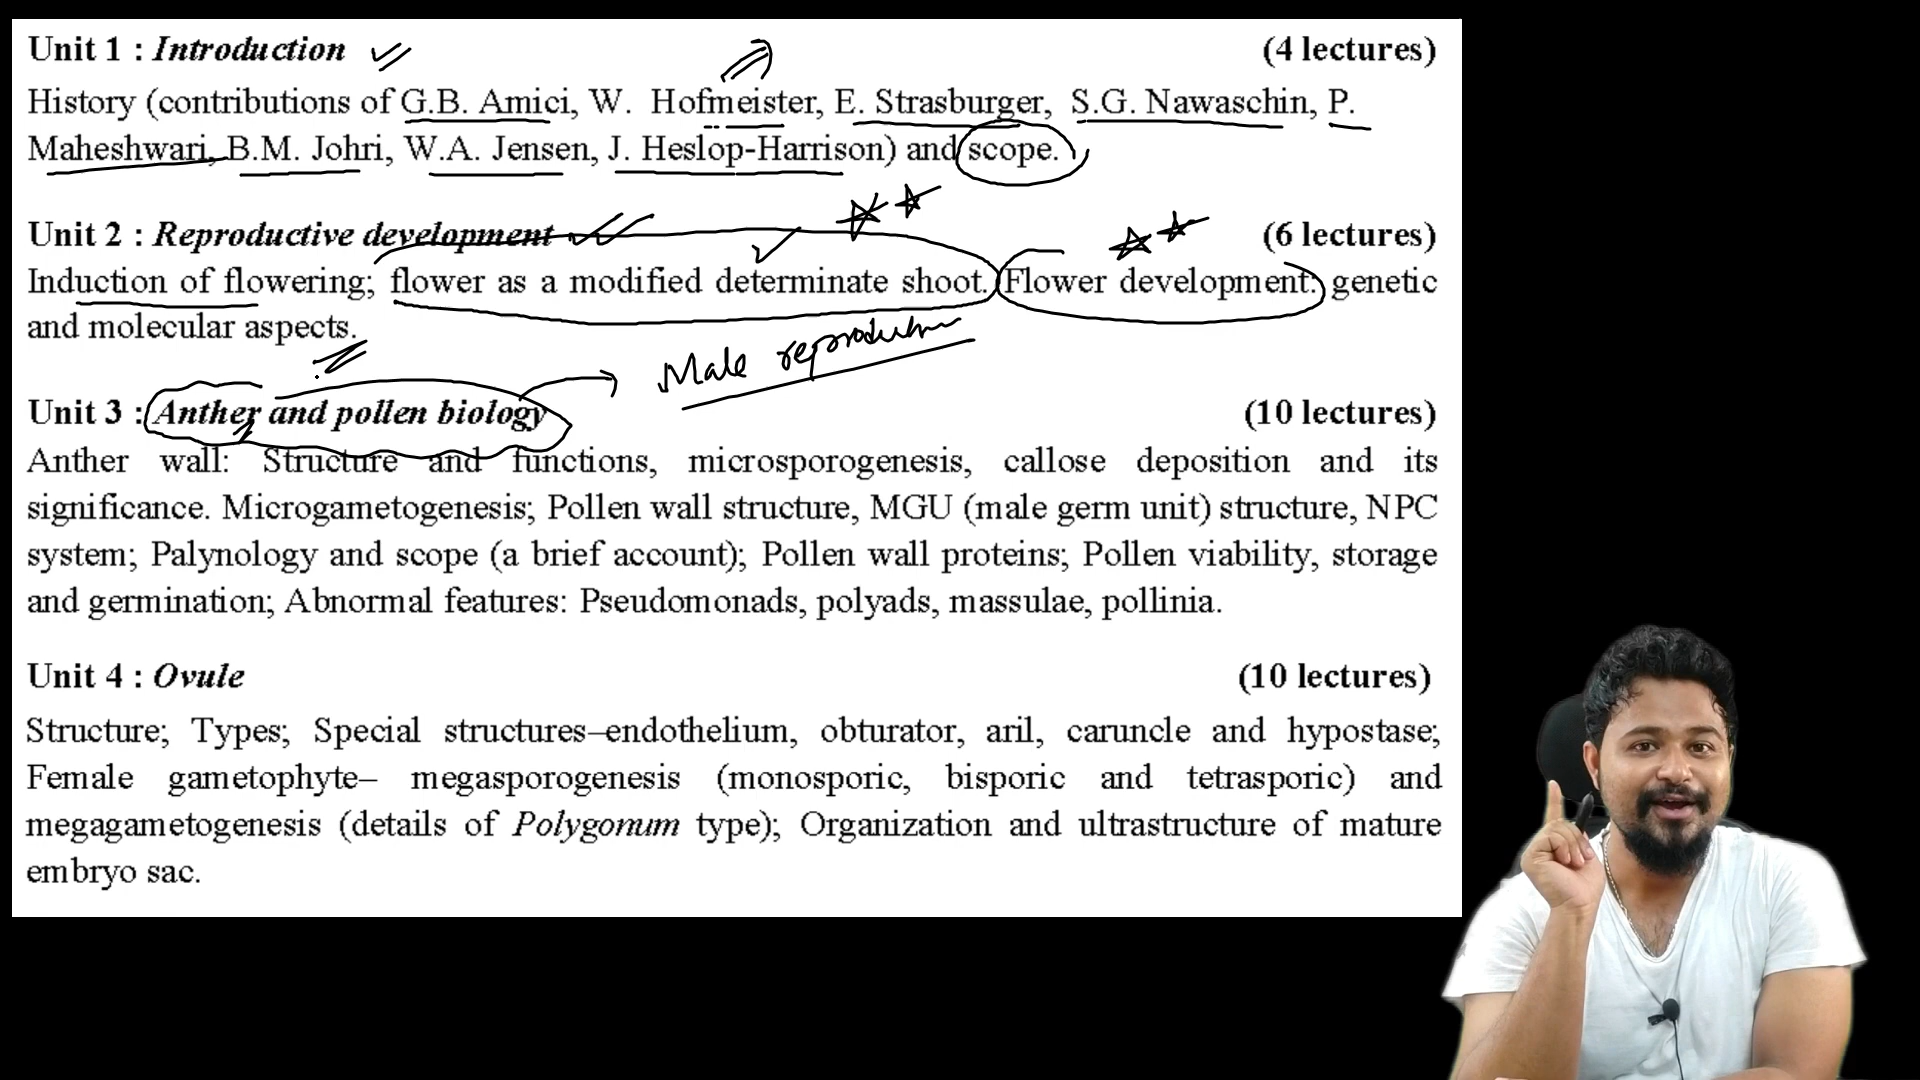 Unit 1 : Introduction (4 lectures)
History (contributions of G.B. Amici, W. Hofmeister, E. Strasburger, S.G. Nawaschin, P.
Maheshwari, B.M. Johri, W.A. Jensen, J. Heslop-Harrison) and scope.
Unit 2 : Reproductive development (6 lectures)
Induction of flowering; flower as a modified determinate shoot. Flower development: genetic
and molecular aspects.
Male reproduction
Unit 3 : Anther and pollen biology (10 lectures)
Anther wall: Structure and functions, microsporogenesis, callose deposition and its
significance. Microgametogenesis; Pollen wall structure, MGU (male germ unit) structure, NPC
system; Palynology and scope (a brief account); Pollen wall proteins; Pollen viability, storage
and germination; Abnormal features: Pseudomonads, polyads, massulae, pollinia.
Unit 4 : Ovule (10 lectures)
Structure; Types; Special structures–endothelium, obturator, aril, caruncle and hypostase;
Female gametophyte– megasporogenesis (monosporic, bisporic and tetrasporic) and
megagametogenesis (details of Polygonum type); Organization and ultrastructure of mature
embryo sac.